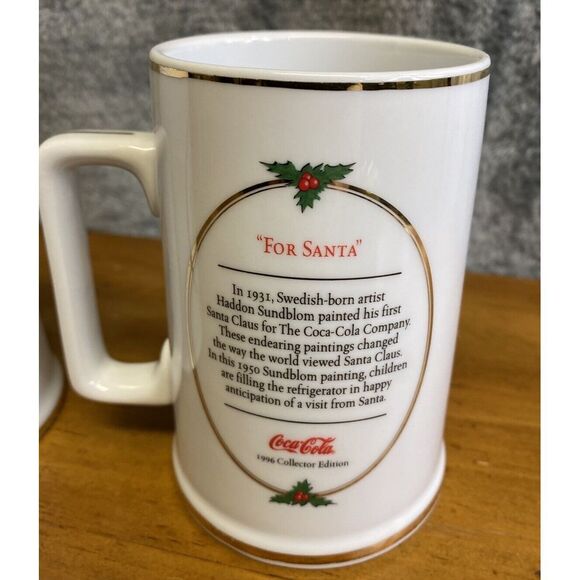 "For Santa"
In 1931, Swedish-born artist
Haddon Sundblom painted his first
Santa Claus for The Coca-Cola Company.
These endearing paintings changed
the way the world viewed Santa Claus.
In this 1950 Sundblom painting, children
are filling the refrigerator in happy
anticipation of a visit from Santa.
Coca-Cola
1996 Collector Edition